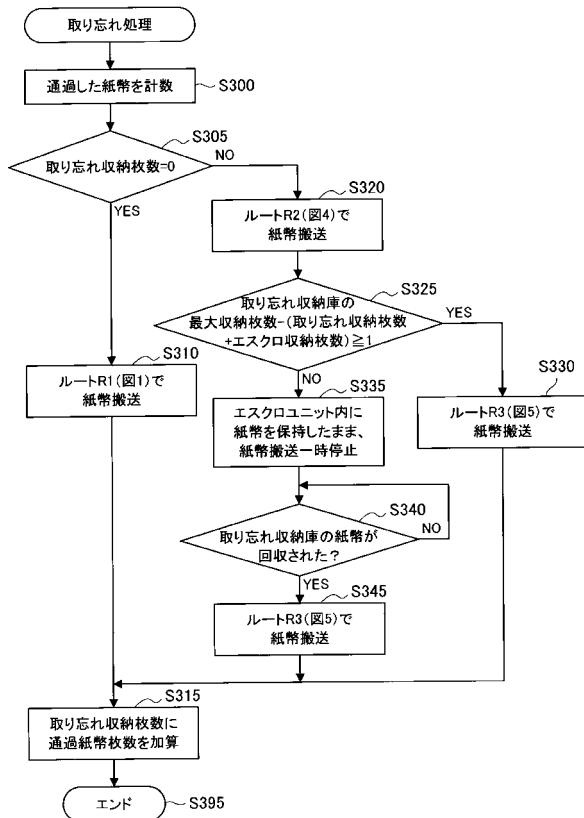 取り忘れ処理
通過した紙幣を計数
S300
S305
取り忘れ収納枚数=0
NO
YES
S320
ルートR2(図4)で
紙幣搬送
S325
取り忘れ収納庫の
最大収納枚数-(取り忘れ収納枚数
+エスクロ収納枚数)≧1
YES
NO
S310
ルートR1(図1)で
紙幣搬送
S335
エスクロユニット内に
紙幣を保持したまま、
紙幣搬送一時停止
S330
ルートR3(図5)で
紙幣搬送
S340
取り忘れ収納庫の紙幣が
回収された?
NO
YES
S345
ルートR3(図5)で
紙幣搬送
S315
取り忘れ収納枚数に
通過紙幣枚数を加算
エンド
S395